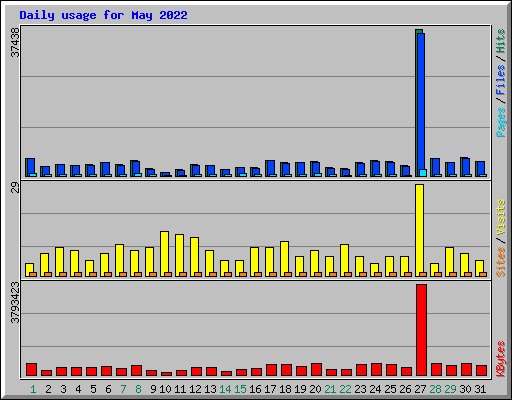 Daily usage for May 2022
37438
Pages / Files / Hits
29
Sites / Visits
3793423
KBytes
1 2 3 4 5 6 7 8 9 10 11 12 13 14 15 16 17 18 19 20 21 22 23 24 25 26 27 28 29 30 31